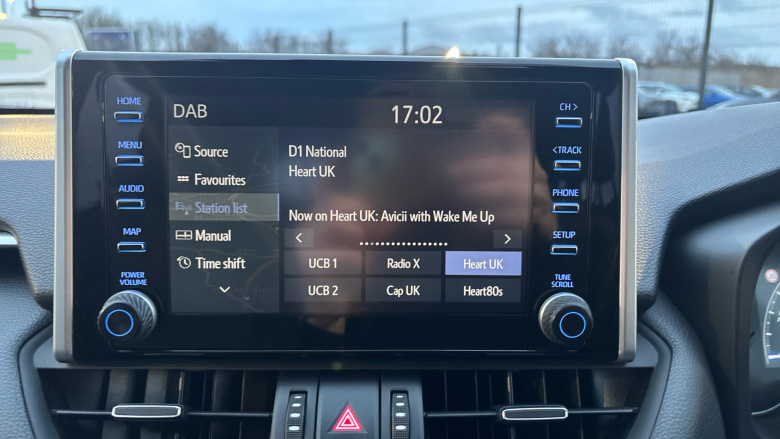 HOME
MENU
AUDIO
MAP
POWER
VOLUME
DAB
17:02
Source
Favourites
Station list
Manual
Time shift
D1 National
Heart UK
Now on Heart UK: Avicii with Wake Me Up
UCB 1 Radio X Heart UK
UCB 2 Cap UK Heart80s
CH >
< TRACK
PHONE
SETUP
TUNE
SCROLL